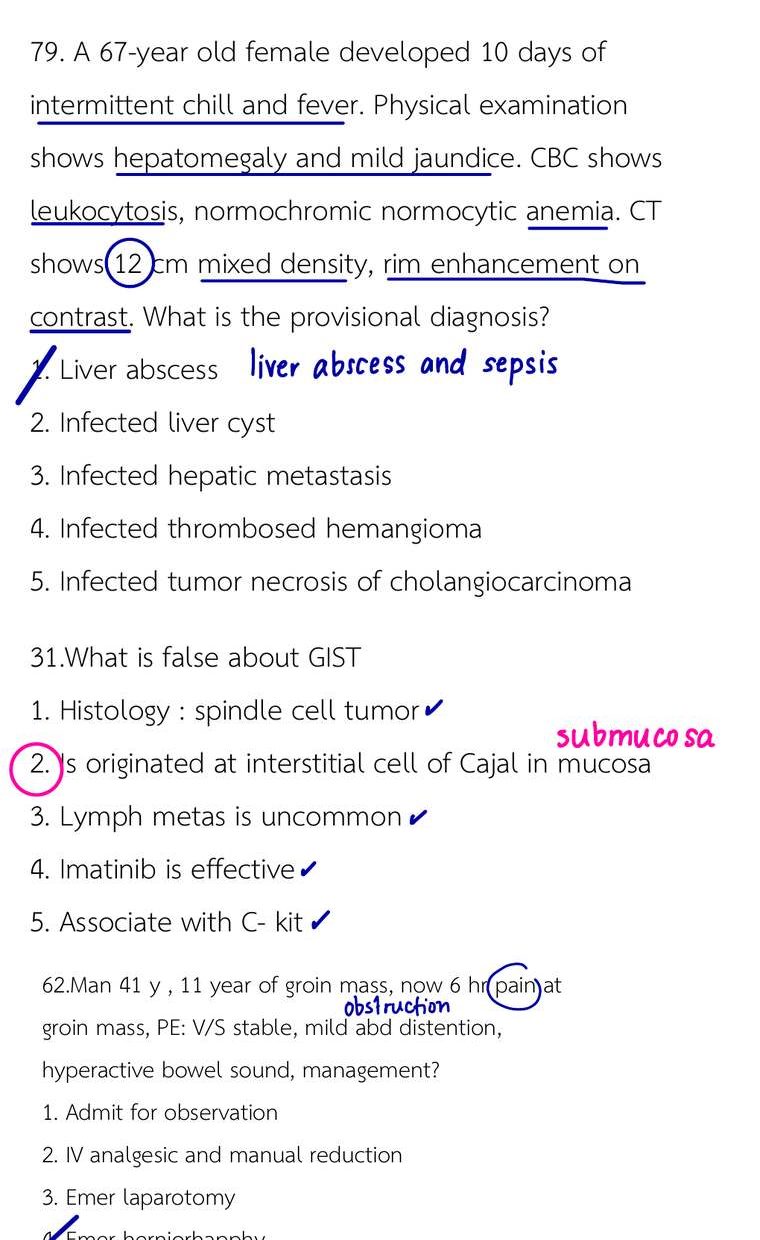 79. A 67-year old female developed 10 days of
intermittent chill and fever. Physical examination
shows hepatomegaly and mild jaundice. CBC shows
leukocytosis, normochromic normocytic anemia. CT
shows 12 cm mixed density, rim enhancement on
contrast. What is the provisional diagnosis?
1. Liver abscess liver abscess and sepsis
2. Infected liver cyst
3. Infected hepatic metastasis
4. Infected thrombosed hemangioma
5. Infected tumor necrosis of cholangiocarcinoma
31.What is false about GIST
1. Histology : spindle cell tumor ✔
submucosa
2. Is originated at interstitial cell of Cajal in mucosa
3. Lymph metas is uncommon ✔
4. Imatinib is effective ✔
5. Associate with C- kit ✔
62.Man 41 y , 11 year of groin mass, now 6 hr pain at
obstruction
groin mass, PE: V/S stable, mild abd distention,
hyperactive bowel sound, management?
1. Admit for observation
2. IV analgesic and manual reduction
3. Emer laparotomy
4. Emer herniorhapphy